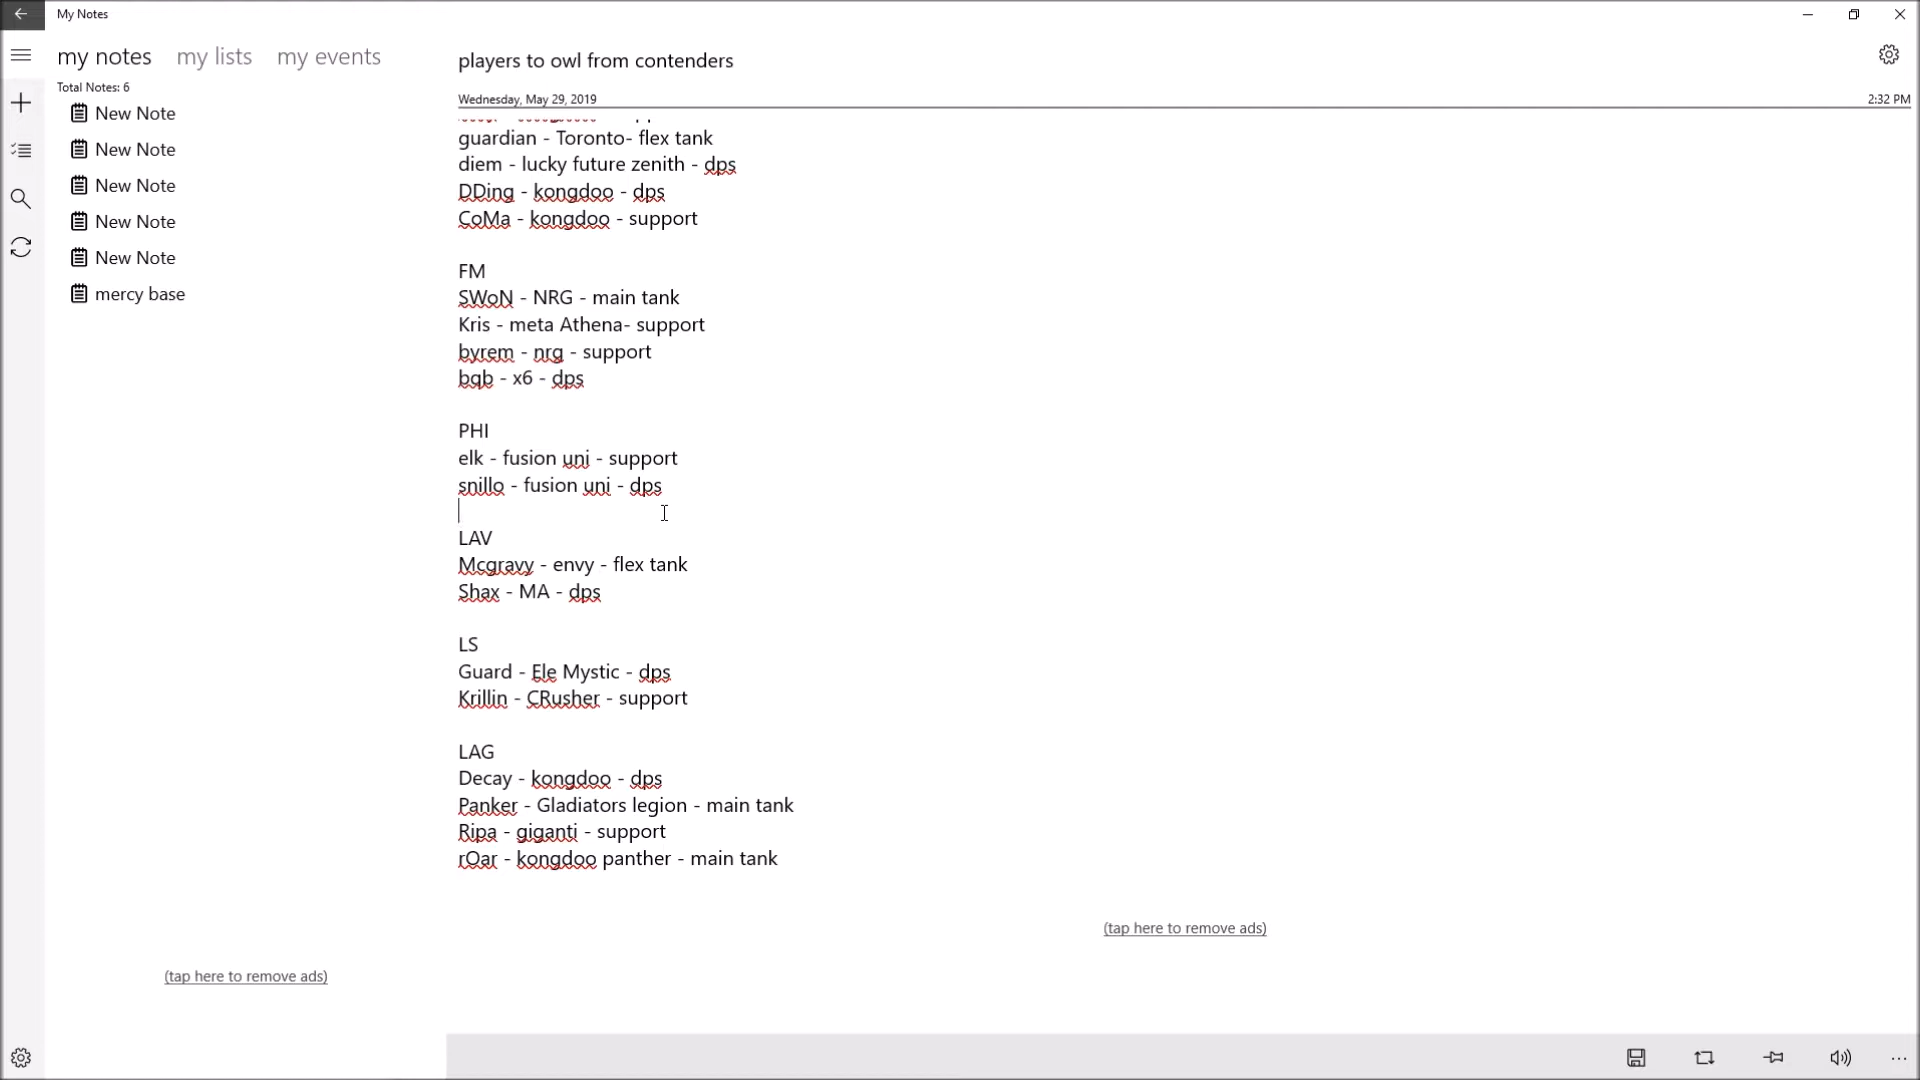 My Notes
my notes my lists my events
Total Notes: 6
New Note
New Note
New Note
New Note
New Note
mercy base
(tap here to remove ads)
players to owl from contenders
Wednesday, May 29, 2019 2:32 PM
guardian - Toronto- flex tank
diem - lucky future zenith - dps
DDing - kongdoo - dps
CoMa - kongdoo - support
FM
SWoN - NRG - main tank
Kris - meta Athena- support
byrem - nrg - support
bqb - x6 - dps
PHI
elk - fusion uni - support
snillo - fusion uni - dps
LAV
Mcgravy - envy - flex tank
Shax - MA - dps
LS
Guard - Ele Mystic - dps
Krillin - CRusher - support
LAG
Decay - kongdoo - dps
Panker - Gladiators legion - main tank
Ripa - giganti - support
rOar - kongdoo panther - main tank
(tap here to remove ads)